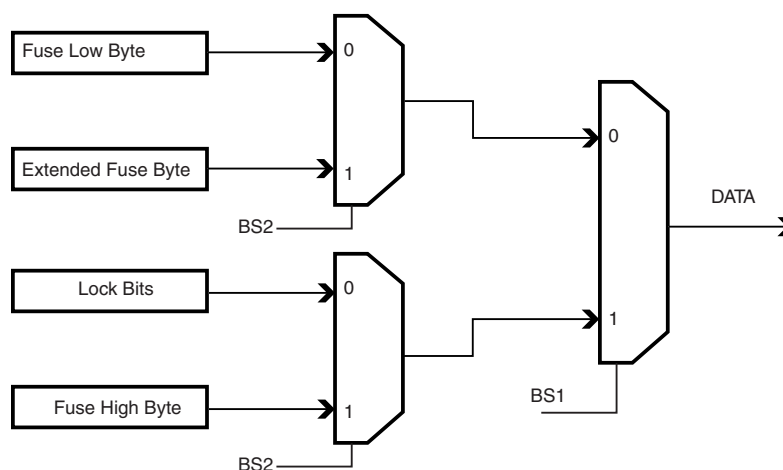 Fuse Low Byte
0
Extended Fuse Byte
1
BS2
0
DATA
Lock Bits
0
1
Fuse High Byte
1
BS1
BS2